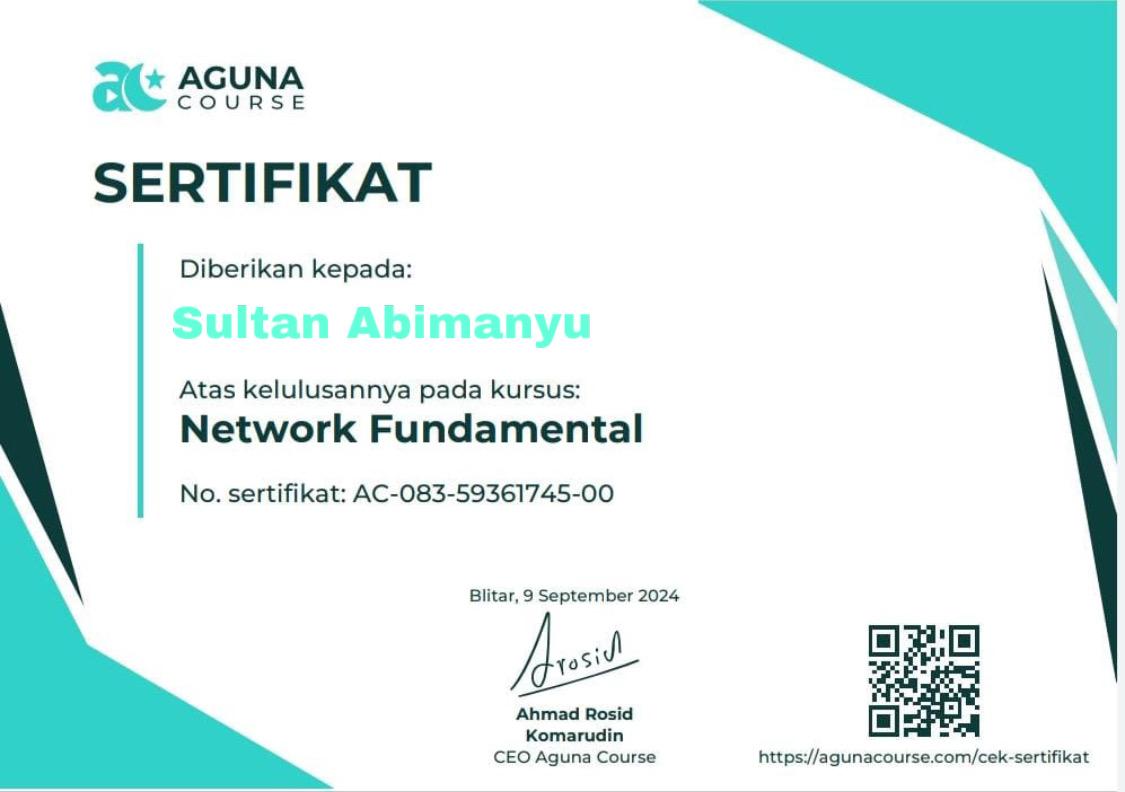 AGUNA
COURSE
SERTIFIKAT
Diberikan kepada:
Sultan Abimanyu
Atas kelulusannya pada kursus:
Network Fundamental
No. sertifikat: AC-083-59361745-00
Blitar, 9 September 2024
Arosid
Ahmad Rosid
Komarudin
CEO Aguna Course
https://agunacourse.com/cek-sertifikat